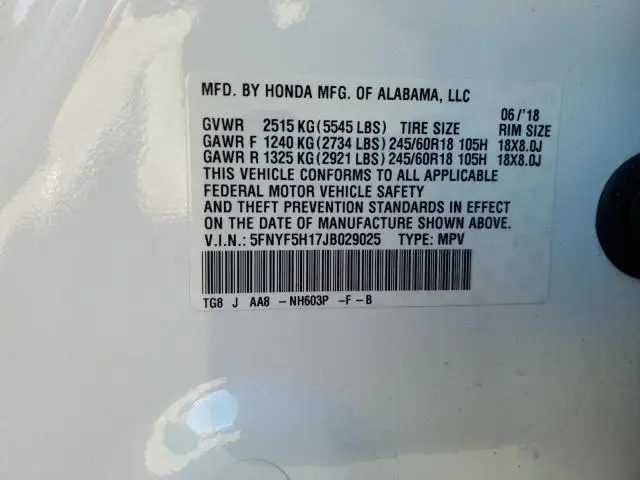 MFD. BY HONDA MFG. OF ALABAMA, LLC
06/'18
GVWR 2515 KG (5545 LBS) TIRE SIZE RIM SIZE
GAWR F 1240 KG (2734 LBS) 245/60R18 105H 18X8.0J
GAWR R 1325 KG (2921 LBS) 245/60R18 105H 18X8.0J
THIS VEHICLE CONFORMS TO ALL APPLICABLE
FEDERAL MOTOR VEHICLE SAFETY
AND THEFT PREVENTION STANDARDS IN EFFECT
ON THE DATE OF MANUFACTURE SHOWN ABOVE.
V.I.N.: 5FNYF5H17JB029025 TYPE: MPV
TG8 J AA8 - NH603P - F - B